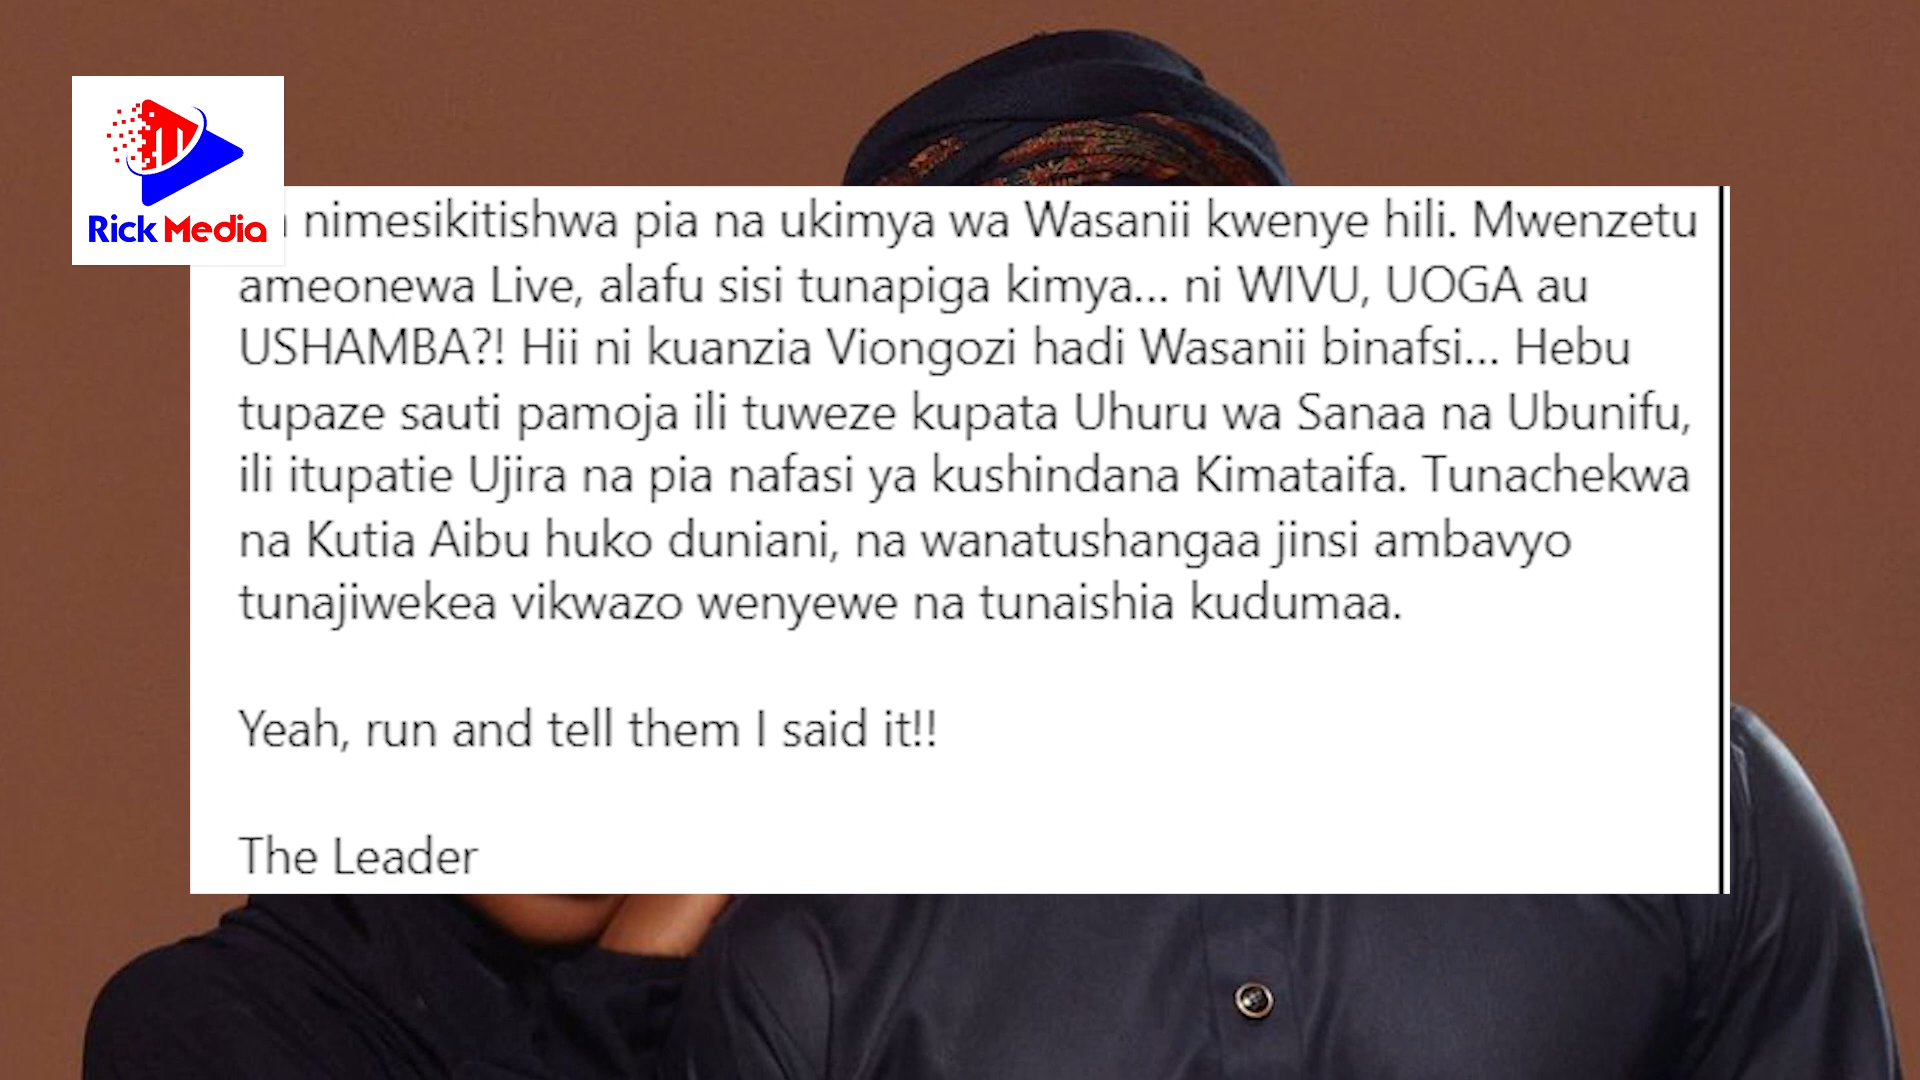 Rick Media
nimesikitishwa pia na ukimya wa Wasanii kwenye hili. Mwenzetu
ameonewa Live, alafu sisi tunapiga kimya... ni WIVU, UOGA au
USHAMBA?! Hii ni kuanzia Viongozi hadi Wasanii binafsi... Hebu
tupaze sauti pamoja ili tuweze kupata Uhuru wa Sanaa na Ubunifu,
ili itupatie Ujira na pia nafasi ya kushindana Kimataifa. Tunachekwa
na Kutia Aibu huko duniani, na wanatushangaa jinsi ambavyo
tunajiwekea vikwazo wenyewe na tunaishia kudumaa.
Yeah, run and tell them I said it!!
The Leader